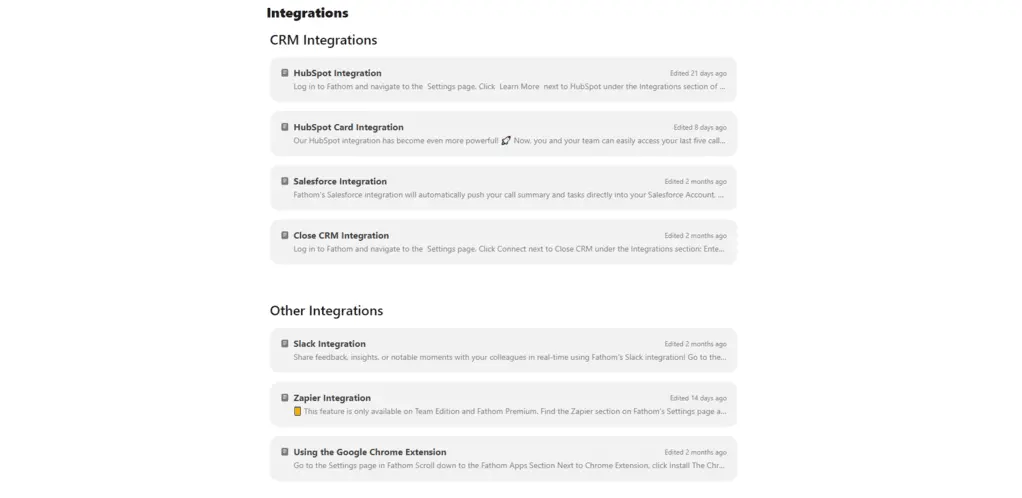 Integrations
CRM Integrations
HubSpot Integration Edited 21 days ago
Log in to Fathom and navigate to the Settings page. Click Learn More next to HubSpot under the Integrations section of ...
HubSpot Card Integration Edited 8 days ago
Our HubSpot integration has become even more powerful! 🚀 Now, you and your team can easily access your last five call...
Salesforce Integration Edited 2 months ago
Fathom's Salesforce integration will automatically push your call summary and tasks directly into your Salesforce Account. ...
Close CRM Integration Edited 2 months ago
Log in to Fathom and navigate to the Settings page. Click Connect next to Close CRM under the Integrations section: Ente...
Other Integrations
Slack Integration Edited 2 months ago
Share feedback, insights, or notable moments with your colleagues in real-time using Fathom's Slack integration! Go to the...
Zapier Integration Edited 14 days ago
This feature is only available on Team Edition and Fathom Premium. Find the Zapier section on Fathom's Settings page a...
Using the Google Chrome Extension Edited 2 months ago
Go to the Settings page in Fathom Scroll down to the Fathom Apps Section Next to Chrome Extension, click Install The Chr...